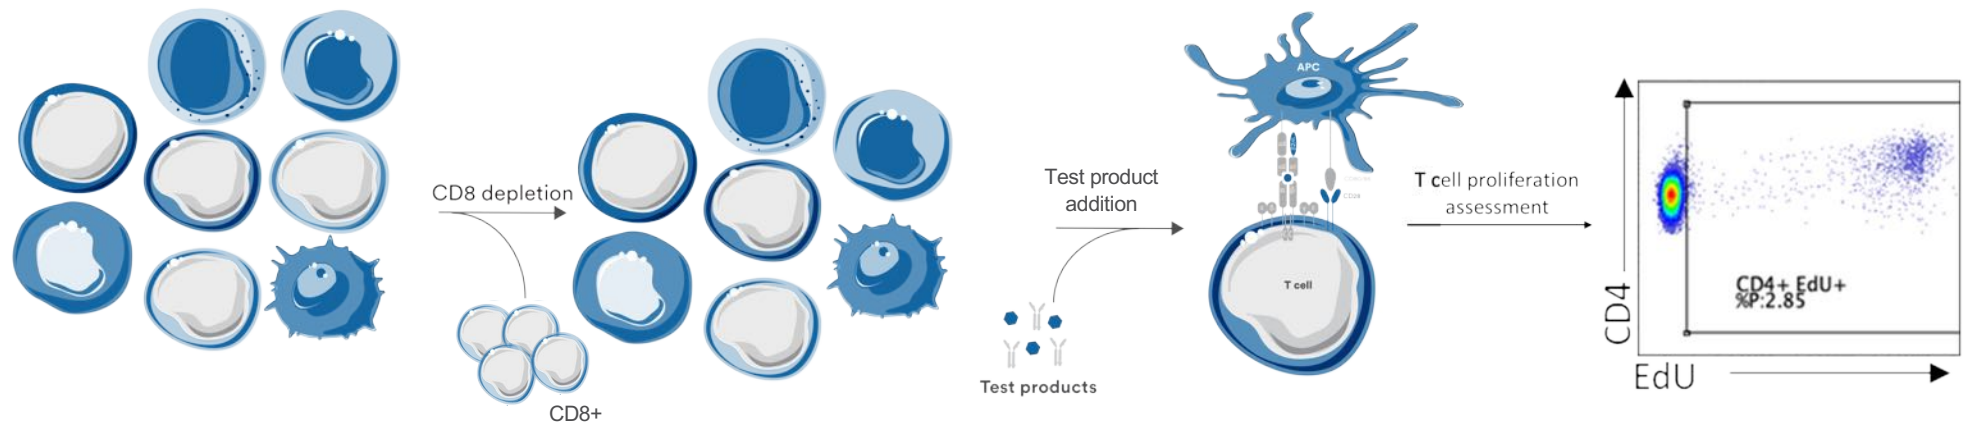 CD8 depletion
CD8+
Test product
addition
Test products
APC
CD28
T cell
T cell proliferation
assessment
CD4
CD4+ EdU+
%P:2.85
EdU